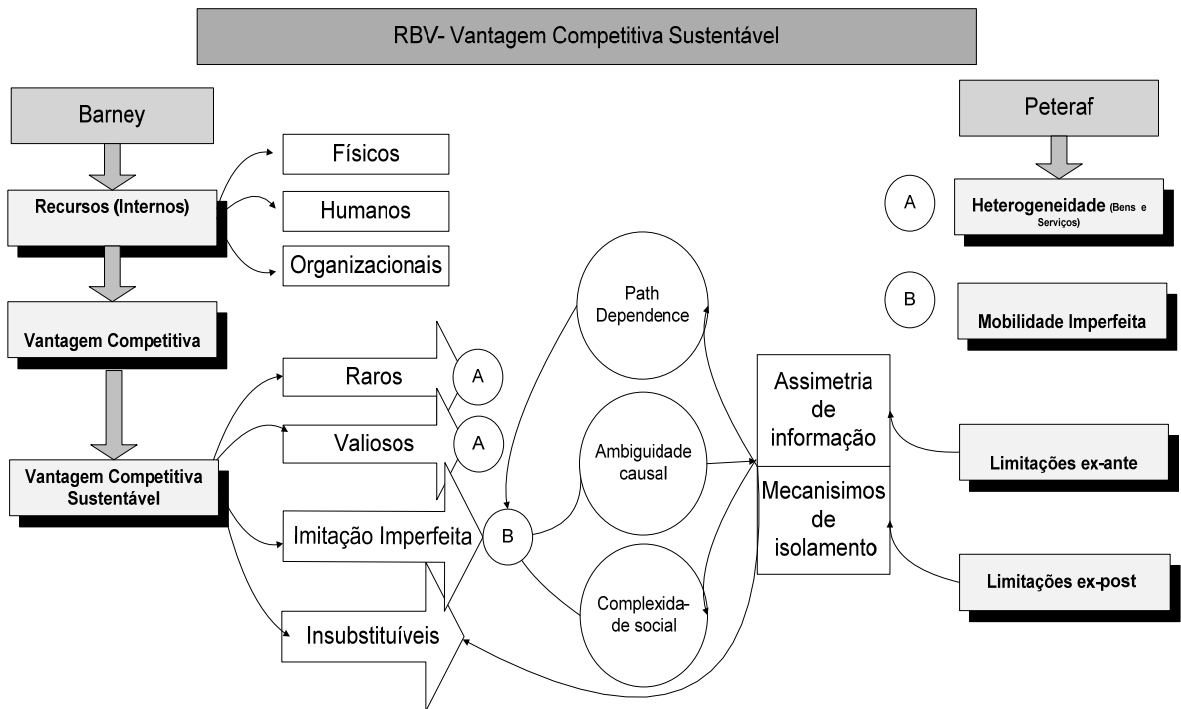 RBV- Vantagem Competitiva Sustentável
Barney
Recursos (Internos)
Físicos
Humanos
Organizacionais
Vantagem Competitiva
Vantagem Competitiva
Sustentável
Raros
A
Valiosos
A
Imitação Imperfeita
B
Insubstituíveis
Path
Dependence
Ambiguidade
causal
Complexida-
de social
Assimetria
de
informação
Mecanisimos
de
isolamento
Peteraf
A
Heterogeneidade (Bens e
Serviços)
B
Mobilidade Imperfeita
Limitações ex-ante
Limitações ex-post